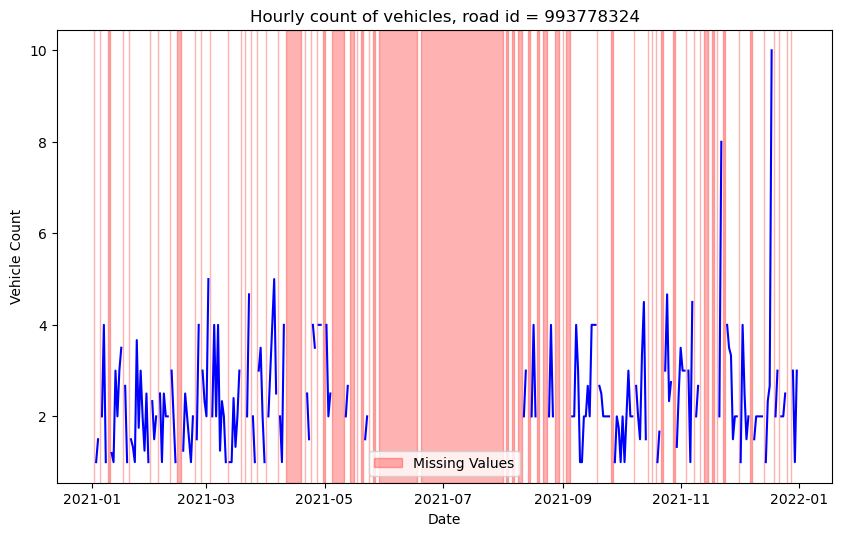 Hourly count of vehicles, road id = 993778324
Vehicle Count
10
8
6
4
2
Missing Values
2021-01 2021-03 2021-05 2021-07 2021-09 2021-11 2022-01
Date